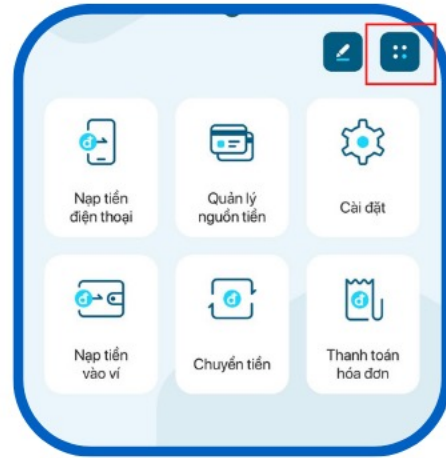 Nạp tiền
điện thoại
Quản lý
nguồn tiền
Cài đặt
Nạp tiền
vào ví
Chuyển tiền
Thanh toán
hóa đơn